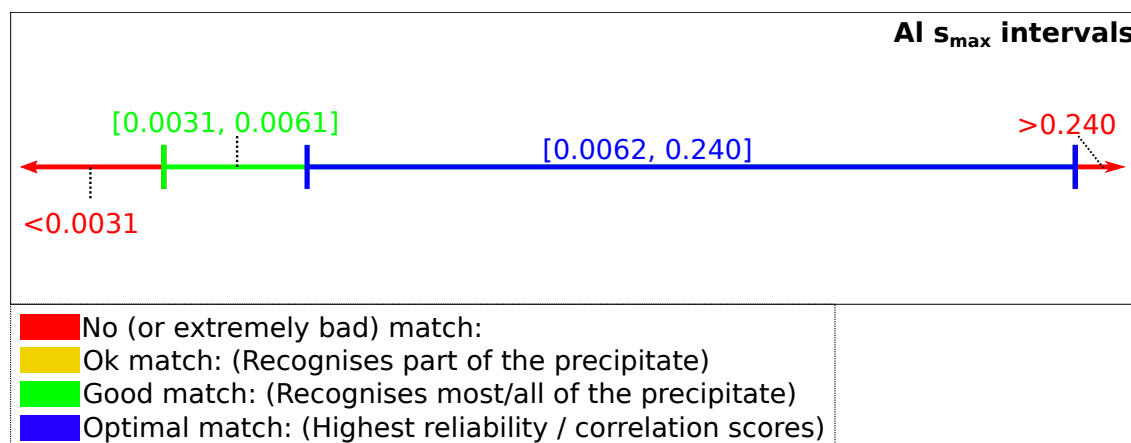 Al smax intervals
[0.0031, 0.0061]
>0.240
[0.0062, 0.240]
<0.0031
No (or extremely bad) match:
Ok match: (Recognises part of the precipitate)
Good match: (Recognises most/all of the precipitate)
Optimal match: (Highest reliability / correlation scores)